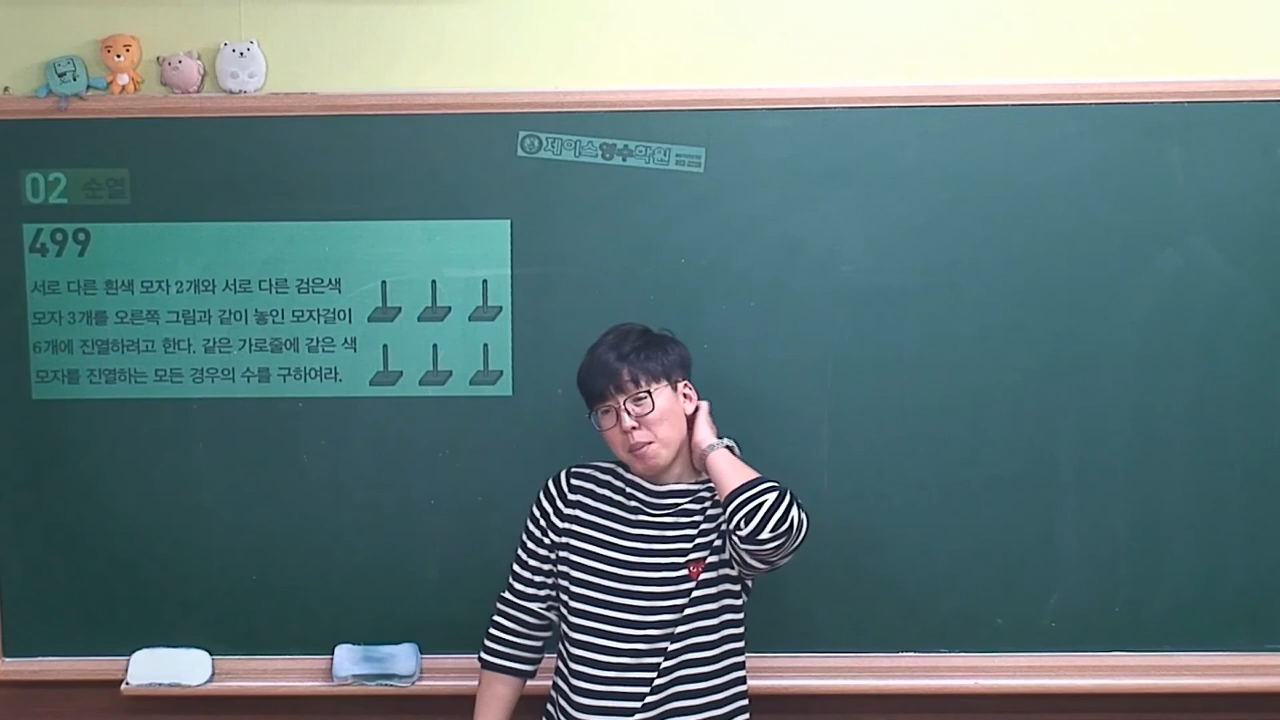 제이스영수학원
02 순열
499
서로 다른 흰색 모자 2개와 서로 다른 검은색
모자 3개를 오른쪽 그림과 같이 놓인 모자걸이
6개에 진열하려고 한다. 같은 가로줄에 같은 색
모자를 진열하는 모든 경우의 수를 구하여라.